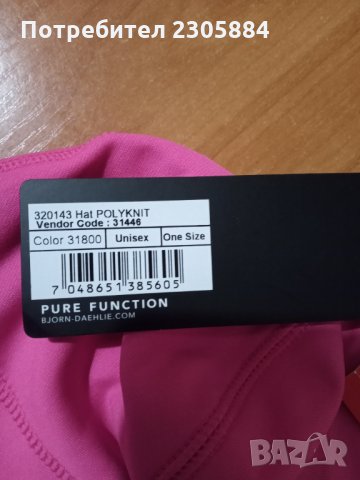 Потребител 2305884
320143 Hat POLYKNIT
Vendor Code : 31446
Color 31800 Unisex One Size
7 048651 385605
PURE FUNCTION
BJORN-DAEHLIE.COM
BAZAR